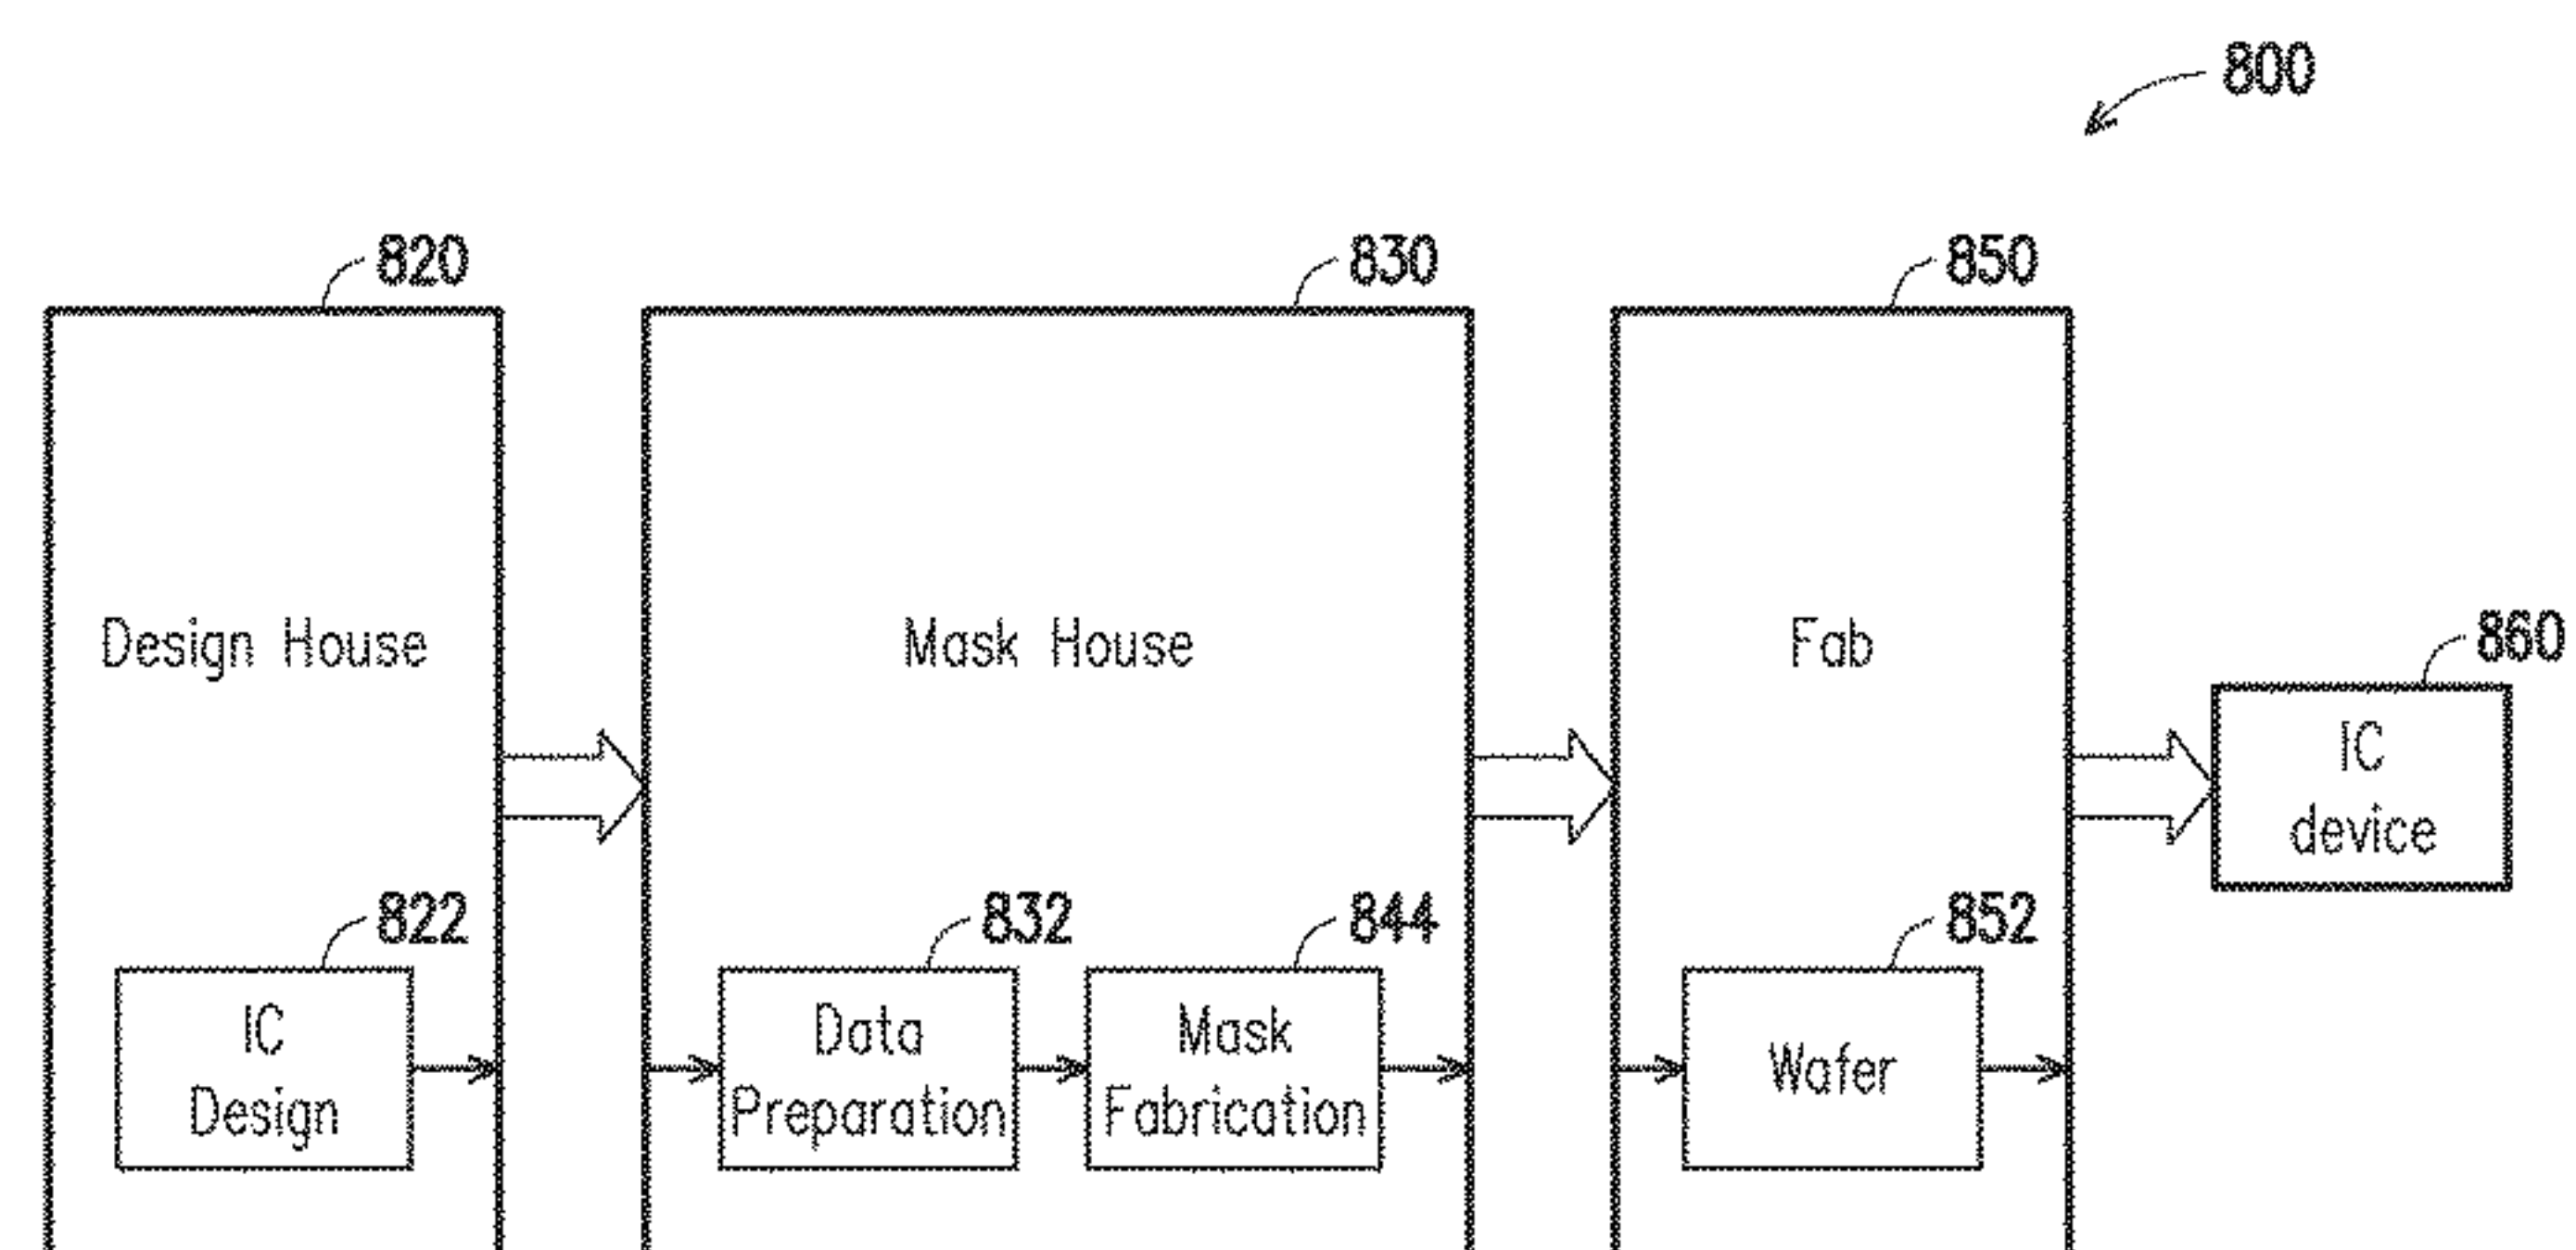 800
820
830
850
Design House
Mask House
Fab
860
IC
device
822
832
844
852
IC
Design
Data
Preparation
Mask
Fabrication
Wafer